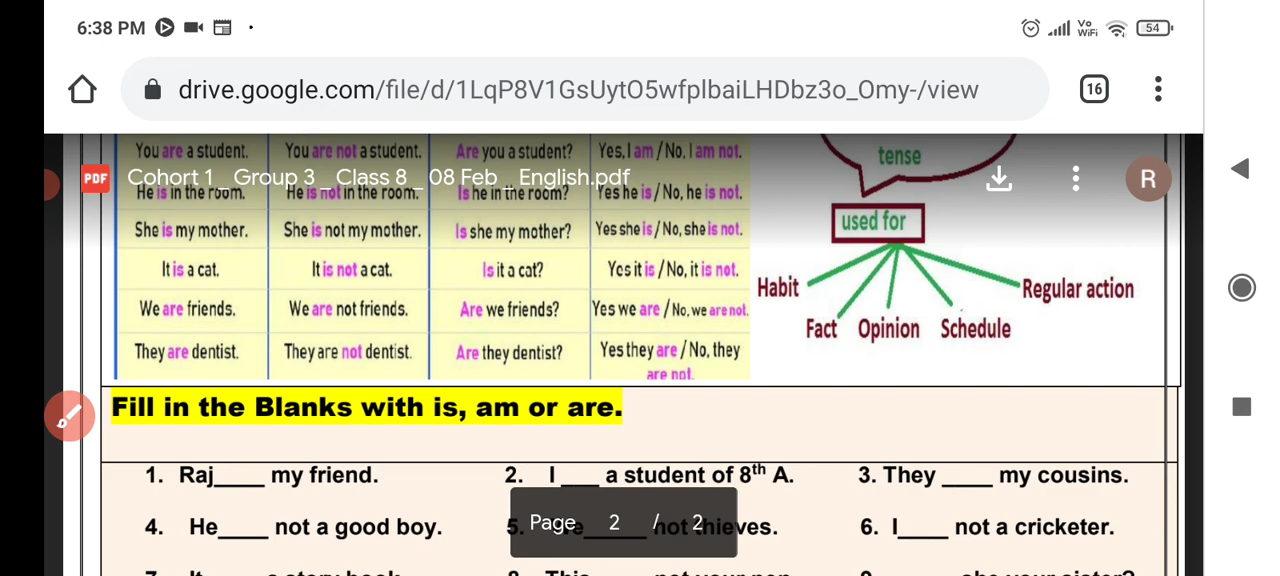 6:38 PM
Vo WiFi 54
drive.google.com/file/d/1LqP8V1GsUytO5wfplbaiLHDbz3o_Omy-/view
16
You are a student. You are not a student. Are you a student? Yes, I am / No, I am not.
tense
PDF Cohort 1 _ Group 3 _ Class 8 _ 08 Feb _ English.pdf R
He is in the room. He is not in the room. Is he in the room? Yes he is / No, he is not.
used for
She is my mother. She is not my mother. Is she my mother? Yes she is / No, she is not.
It is a cat. It is not a cat. Is it a cat? Yes it is / No, it is not.
Habit Regular action
We are friends. We are not friends. Are we friends? Yes we are / No, we are not.
Fact Opinion Schedule
They are dentist. They are not dentist. Are they dentist? Yes they are / No, they are not.
Fill in the Blanks with is, am or are.
1. Raj____ my friend. 2. I ___ a student of 8th A. 3. They ____ my cousins.
4. He____ not a good boy. 5. _____ not thieves. 6. I____ not a cricketer.
Page 2 / 2